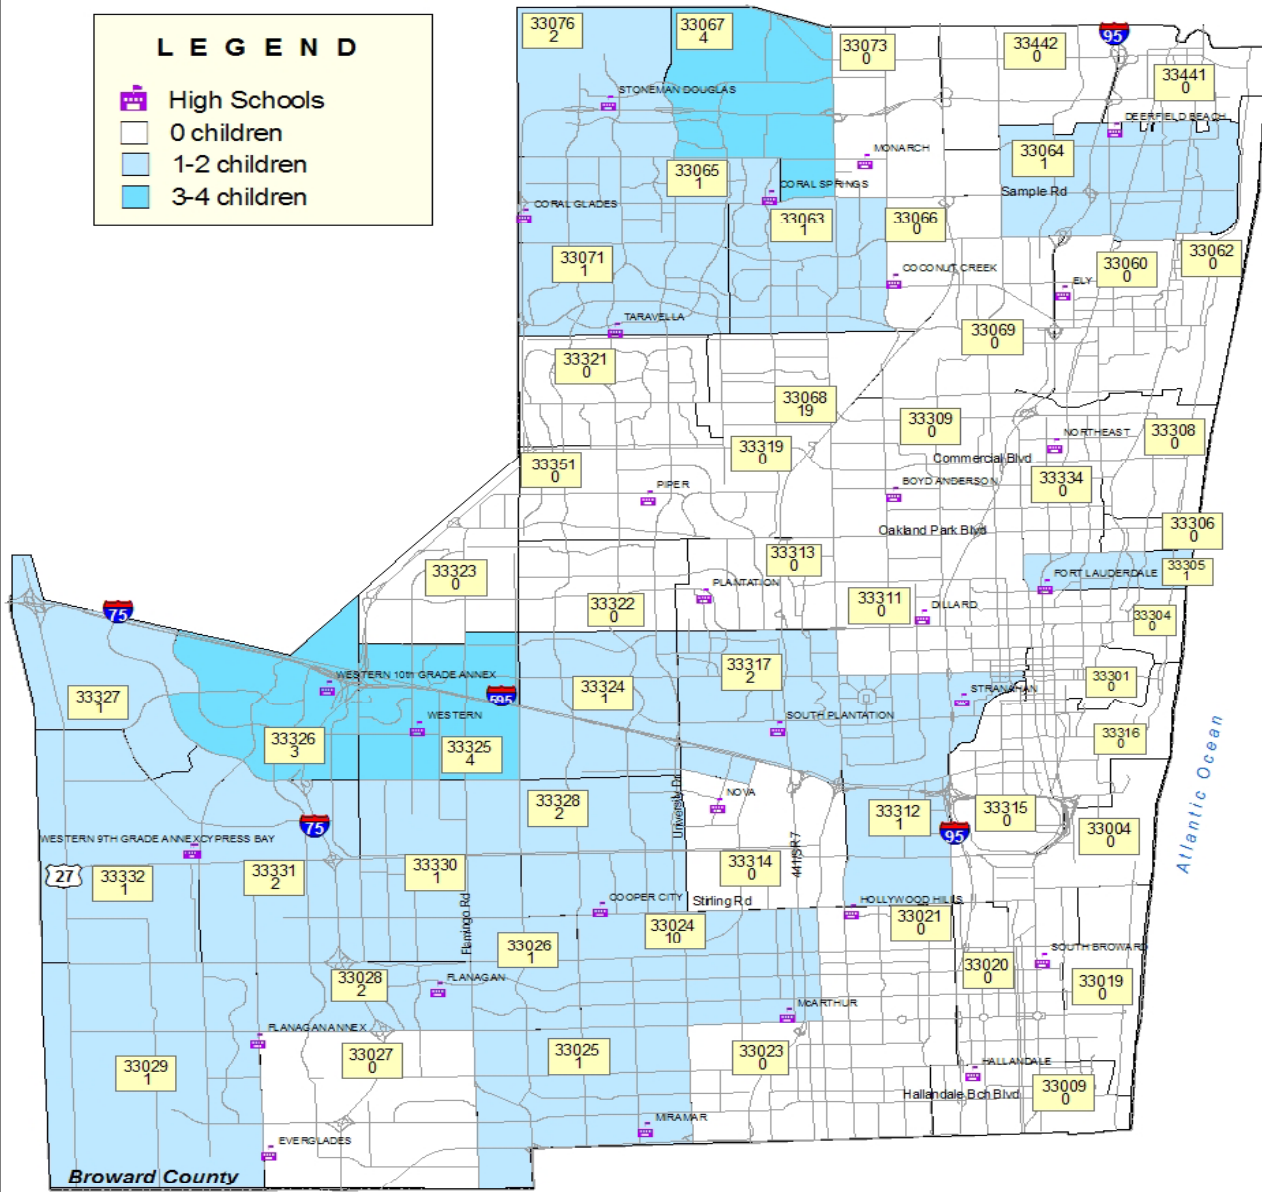 L E G E N D
High Schools
0 children
1-2 children
3-4 children
33076
2
33067
4
33073
0
33442
0
95
33441
0
STONEMAN DOUGLAS
DEERFIELD BEACH
MONARCH
33064
1
33065
1
CORAL SPRINGS
Sample Rd
CORAL GLADES
33063
1
33066
0
33071
1
COCONUT CREEK
33060
0
33062
0
ELY
TARAVELLA
33069
0
33321
0
33068
19
33309
0
NORTHEAST
33308
0
33319
0
Commercial Blvd
33351
0
PIPER
BOYD ANDERSON
33334
0
Oakland Park Blvd
33306
0
33313
0
33323
0
PLANTATION
FORT LAUDERDALE
33305
1
75
33322
0
33311
0
DILLARD
33304
0
33317
2
WESTERN 10th GRADE ANNEX
33327
1
595
33324
1
STRANAHAN
33301
0
WESTERN
SOUTH PLANTATION
33326
3
33325
4
33316
0
Atlantic Ocean
University Dr
NOVA
33328
2
33312
1
33315
0
75
95
33004
0
WESTERN 9TH GRADE ANNEX
CYPRESS BAY
441/SR 7
27
33332
1
33331
2
33330
1
33314
0
COOPER CITY
Stirling Rd
HOLLYWOOD HILLS
Flamingo Rd
33024
10
33021
0
33026
1
SOUTH BROWARD
33028
2
FLANAGAN
33020
0
33019
0
McARTHUR
FLANAGAN ANNEX
33029
1
33027
0
33025
1
33023
0
HALLANDALE
Hallandale Bch Blvd
33009
0
MIRAMAR
EVERGLADES
Broward County